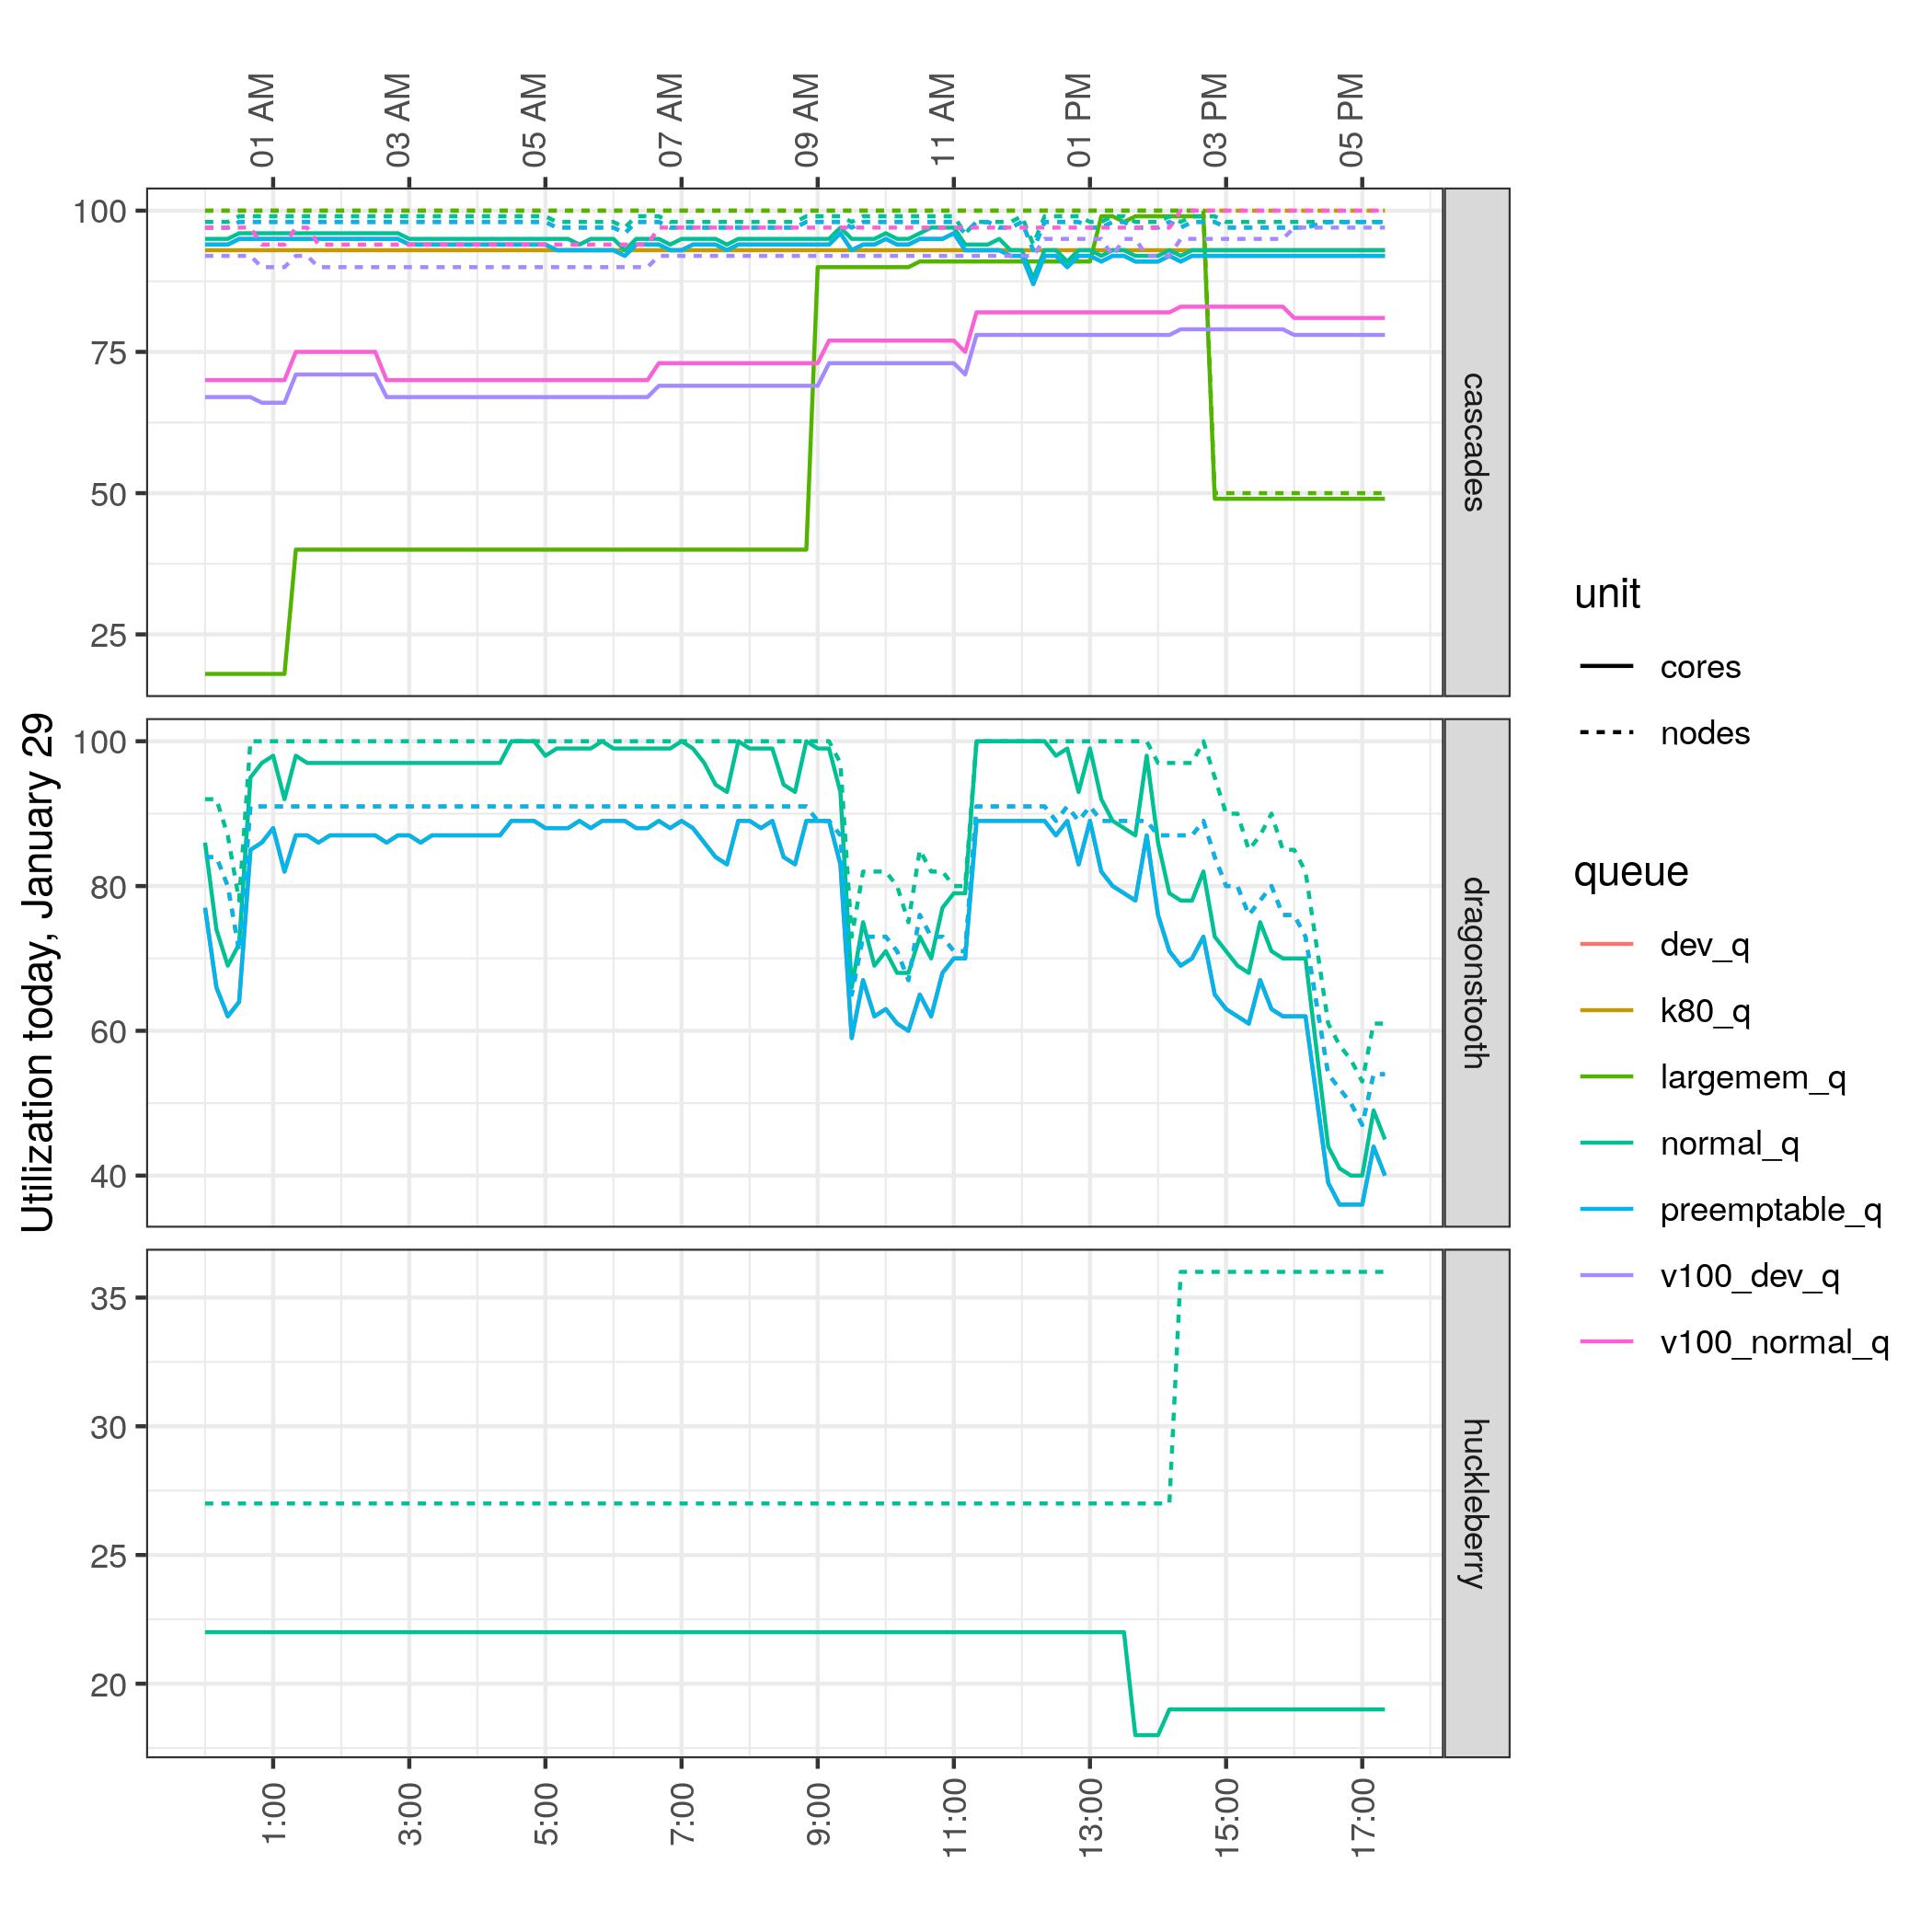 01 AM
03 AM
05 AM
07 AM
09 AM
11 AM
01 PM
03 PM
05 PM
100
75
50
25
cascades
100
80
60
40
dragonstooth
35
30
25
20
huckleberry
1:00
3:00
5:00
7:00
9:00
11:00
13:00
15:00
17:00
Utilization today, January 29
unit
cores
nodes
queue
dev_q
k80_q
largemem_q
normal_q
preemptable_q
v100_dev_q
v100_normal_q